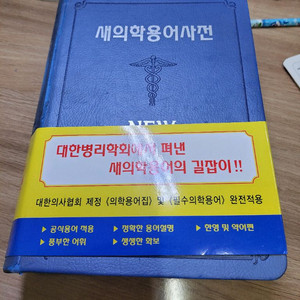 새의학용어사전
NEW
대한병리학회에서 펴낸
새의학용어의 길잡이!!
대한의사협회 제정 〈의학용어집〉 및 〈필수의학용어〉 완전적용
▶ 공식용어 적용 ▶ 정확한 용어설명 ▶ 한영 및 약어편
▶ 풍부한 어휘 ▶ 생생한 화보